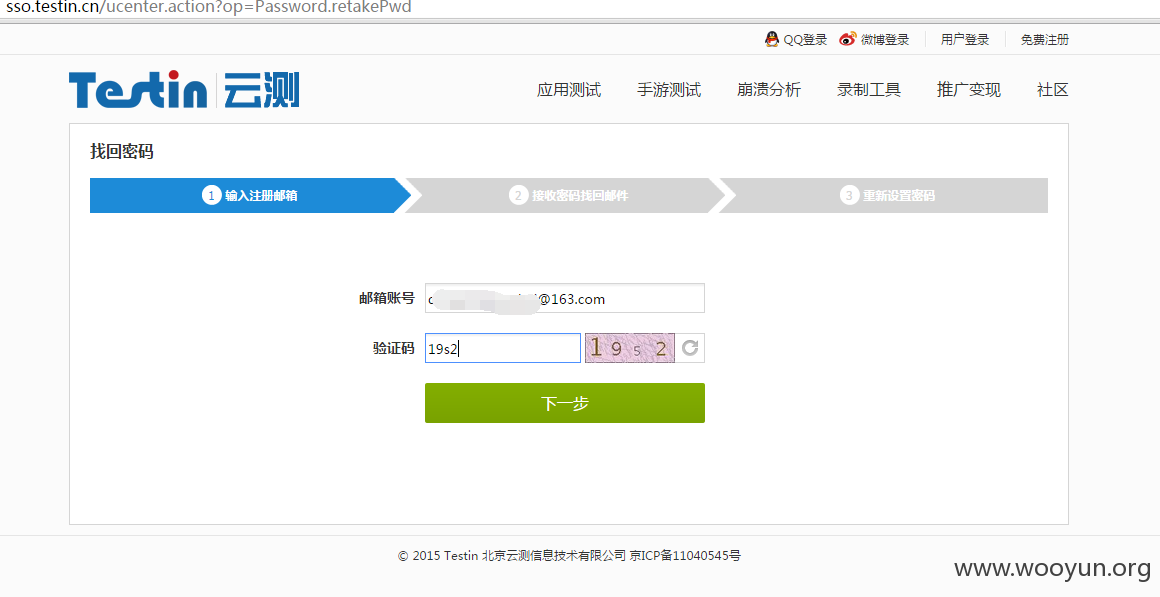 sso.testin.cn/ucenter.action?op=Password.retakePwd
QQ登录 微博登录 用户登录 免费注册
Testin 云测 应用测试 手游测试 崩溃分析 录制工具 推广变现 社区
找回密码
1 输入注册邮箱 2 接收密码找回邮件 3 重新设置密码
邮箱账号 @163.com
验证码 19s2 19s2
下一步
© 2015 Testin 北京云测信息技术有限公司 京ICP备11040545号
www.wooyun.org